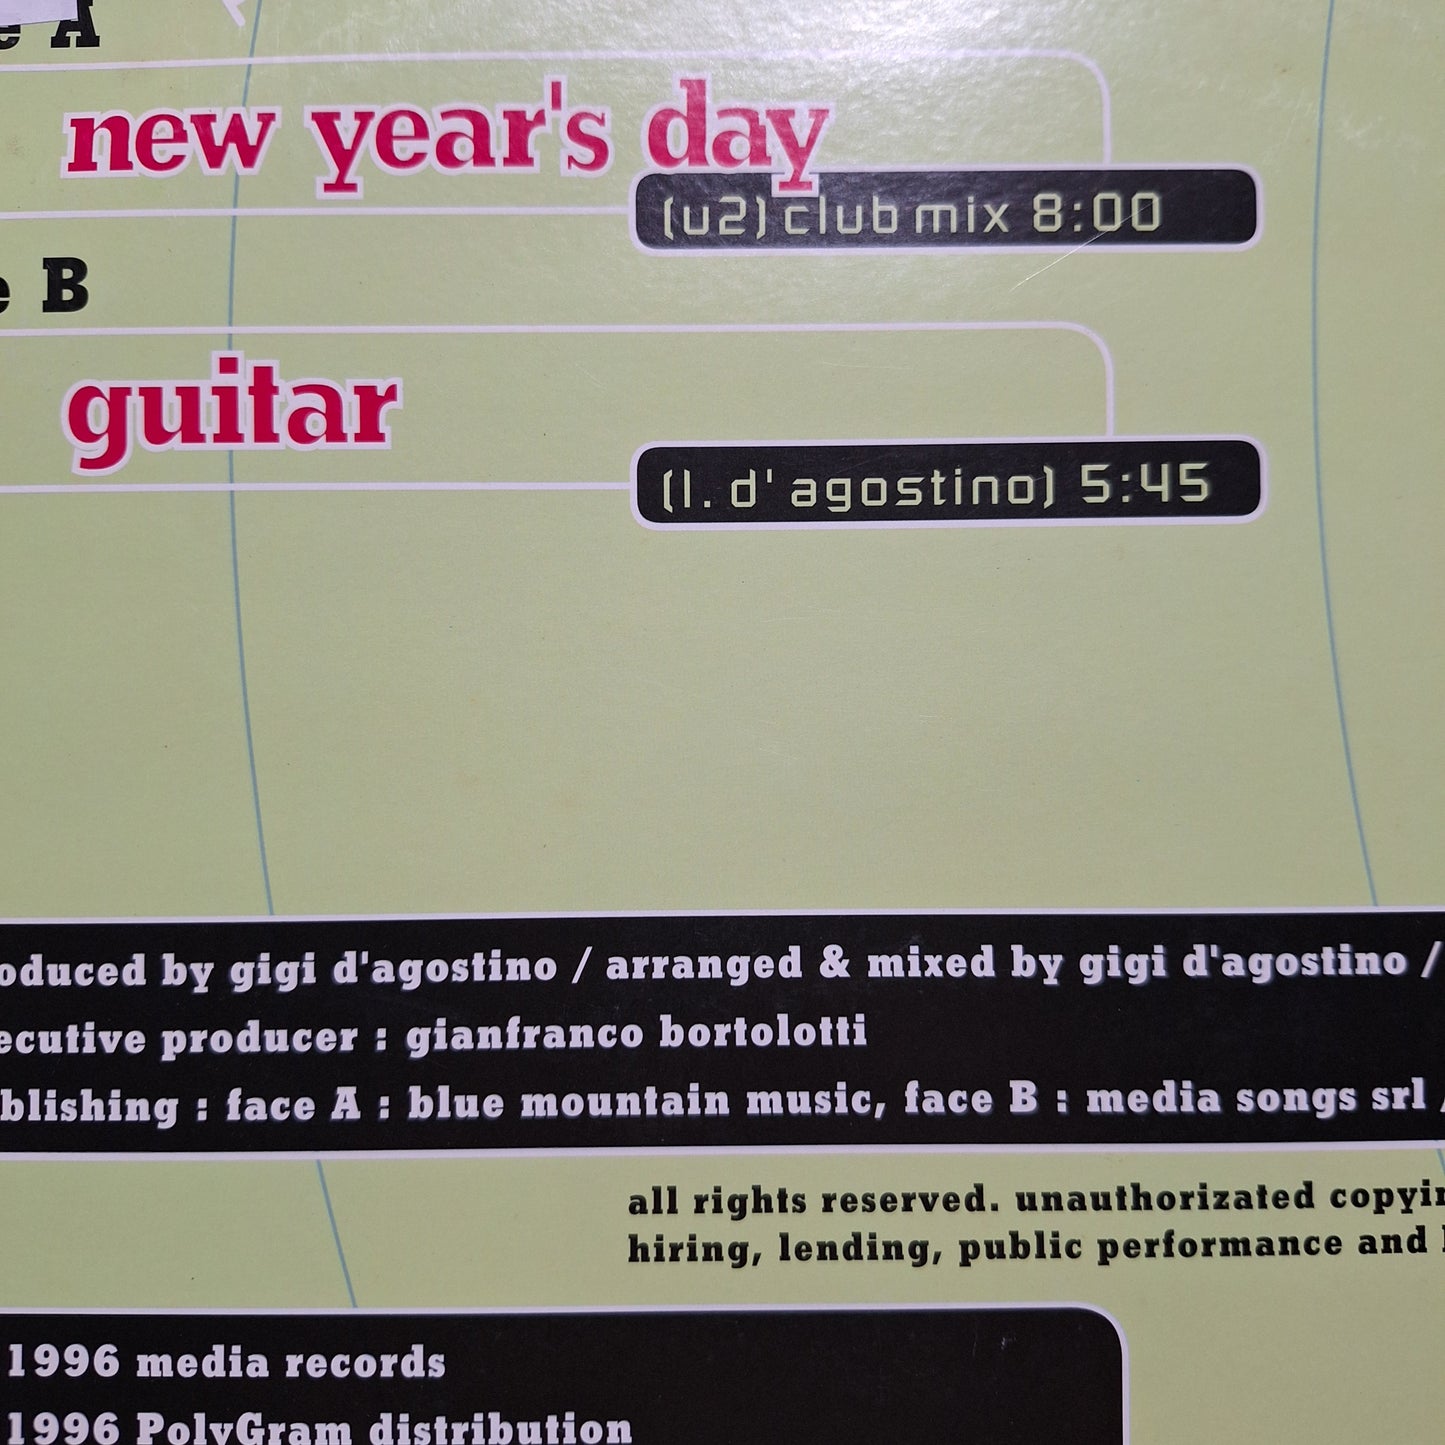 e A
new year's day
(u2) club mix 8:00
e B
guitar
(l. d' agostino) 5:45
oduced by gigi d'agostino / arranged & mixed by gigi d'agostino /
ecutive producer : gianfranco bortolotti
blishing : face A : blue mountain music, face B : media songs srl /
all rights reserved. unauthorizated copyin
hiring, lending, public performance and
1996 media records
1996 PolyGram distribution